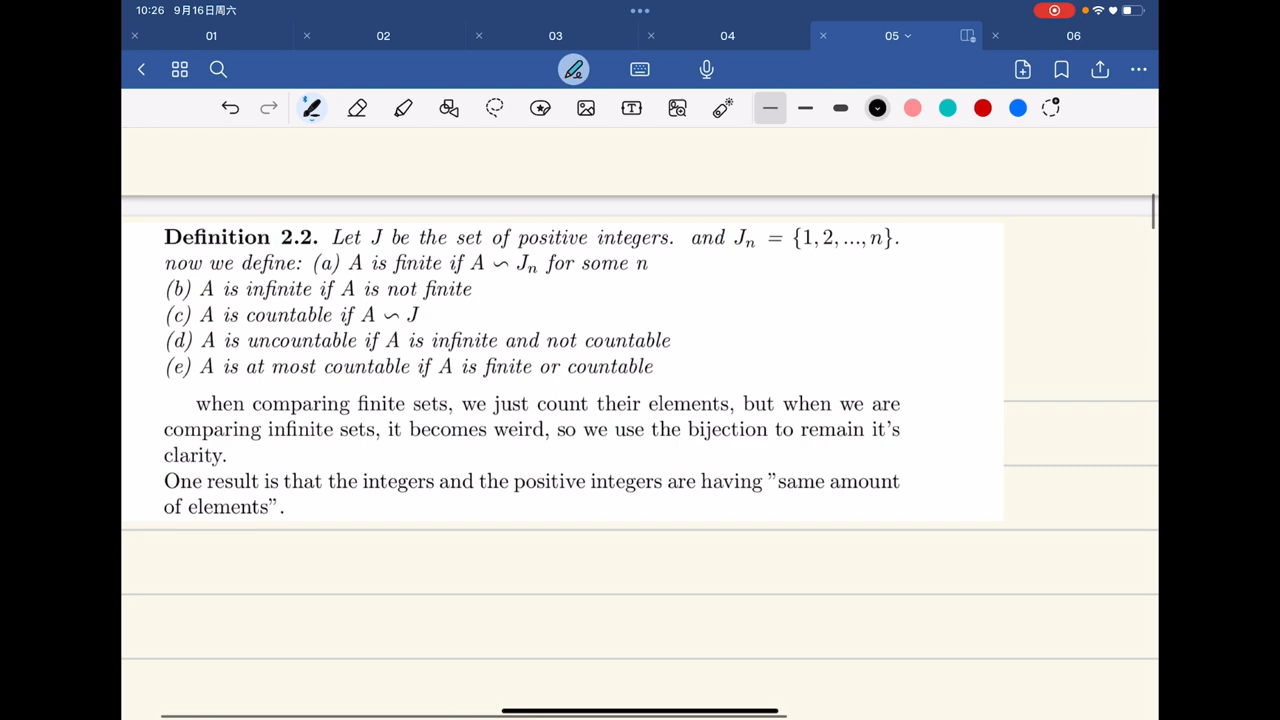 10:26 9月16日周六
01 02 03 04 05 06
Definition 2.2. Let J be the set of positive integers. and Jₙ = {1, 2, ..., n}.
now we define: (a) A is finite if A ∽ Jₙ for some n
(b) A is infinite if A is not finite
(c) A is countable if A ∽ J
(d) A is uncountable if A is infinite and not countable
(e) A is at most countable if A is finite or countable
when comparing finite sets, we just count their elements, but when we are
comparing infinite sets, it becomes weird, so we use the bijection to remain it's
clarity.
One result is that the integers and the positive integers are having ”same amount
of elements”.